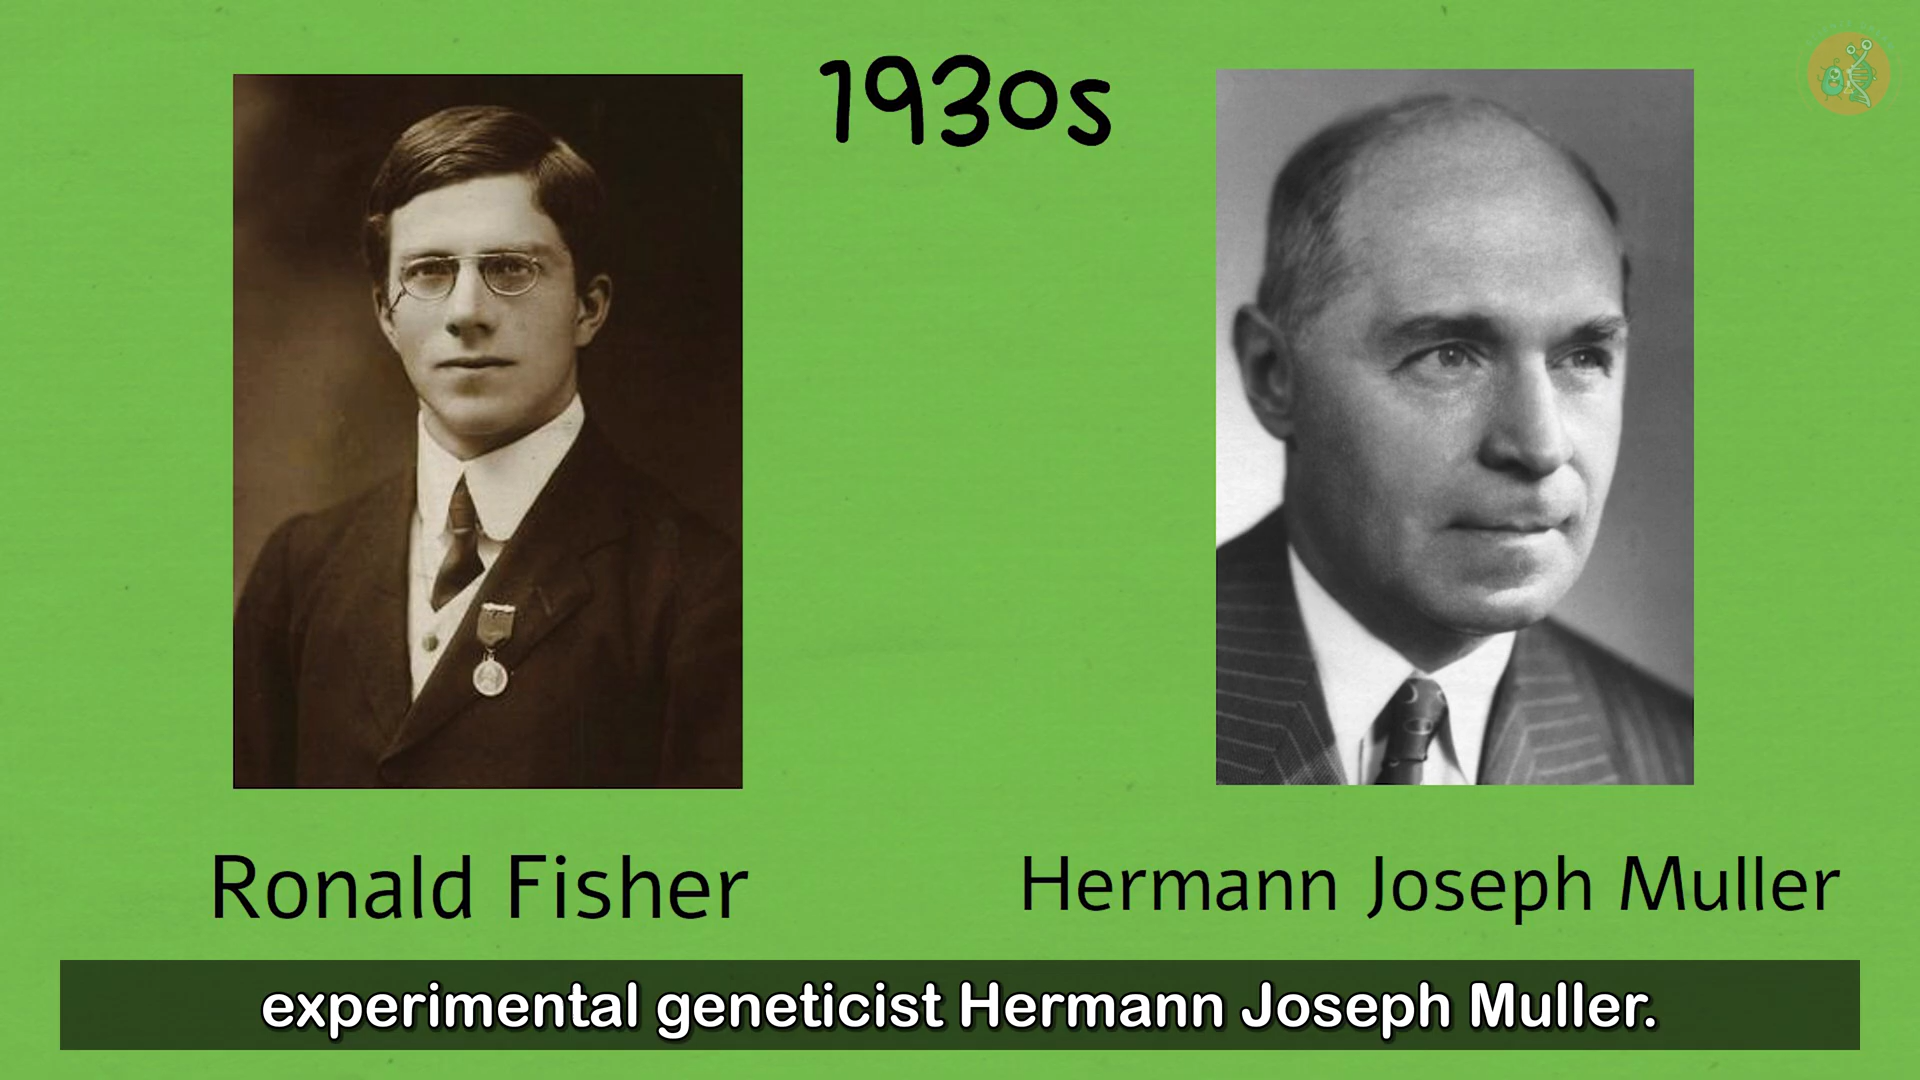 1930s
Ronald Fisher
Hermann Joseph Muller
experimental geneticist Hermann Joseph Muller.